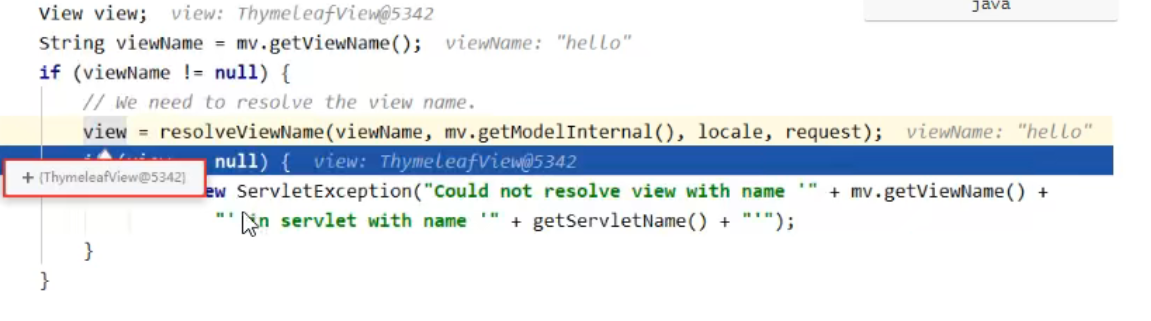 java
View view;  view: ThymeleafView@5342
String viewName = mv.getViewName();  viewName: "hello"
if (viewName != null) {
// We need to resolve the view name.
view = resolveViewName(viewName, mv.getModelInternal(), locale, request);  viewName: "hello"
null) {  view: ThymeleafView@5342
+ {ThymeleafView@5342}
ew ServletException("Could not resolve view with name '" + mv.getViewName() +
"' in servlet with name '" + getServletName() + "'");
}
}